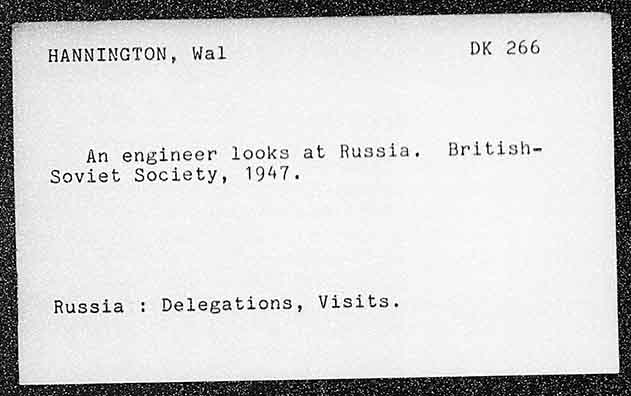 HANNINGTON, Wal DK 266
An engineer looks at Russia. British-
Soviet Society, 1947.
Russia : Delegations, Visits.